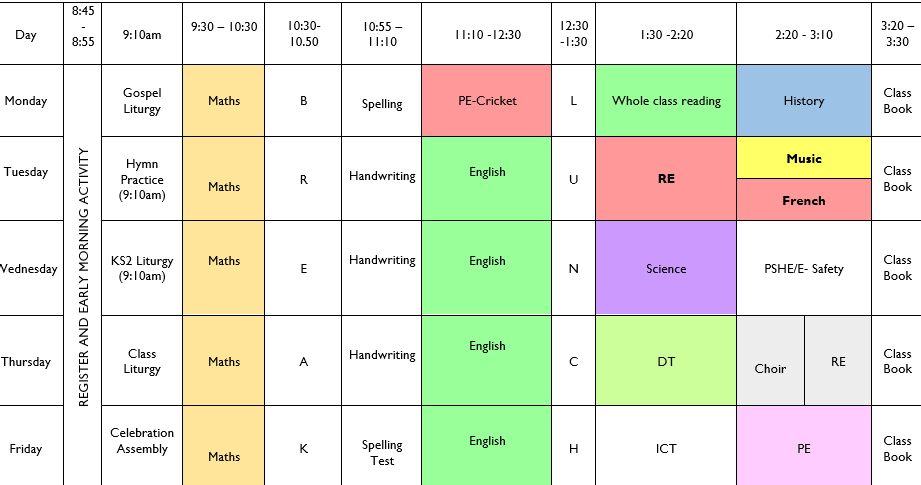 Day 8:45 - 8:55 9:10am 9:30 – 10:30 10:30- 10.50 10:55 – 11:10 11:10 -12:30 12:30 -1:30 1:30 -2:20 2:20 - 3:10 3:20 – 3:30
REGISTER AND EARLY MORNING ACTIVITY
Monday Gospel Liturgy Maths B Spelling PE-Cricket L Whole class reading History Class Book
Tuesday Hymn Practice (9:10am) Maths R Handwriting English U RE Music French Class Book
Wednesday KS2 Liturgy (9:10am) Maths E Handwriting English N Science PSHE/E- Safety Class Book
Thursday Class Liturgy Maths A Handwriting English C DT Choir RE Class Book
Friday Celebration Assembly Maths K Spelling Test English H ICT PE Class Book